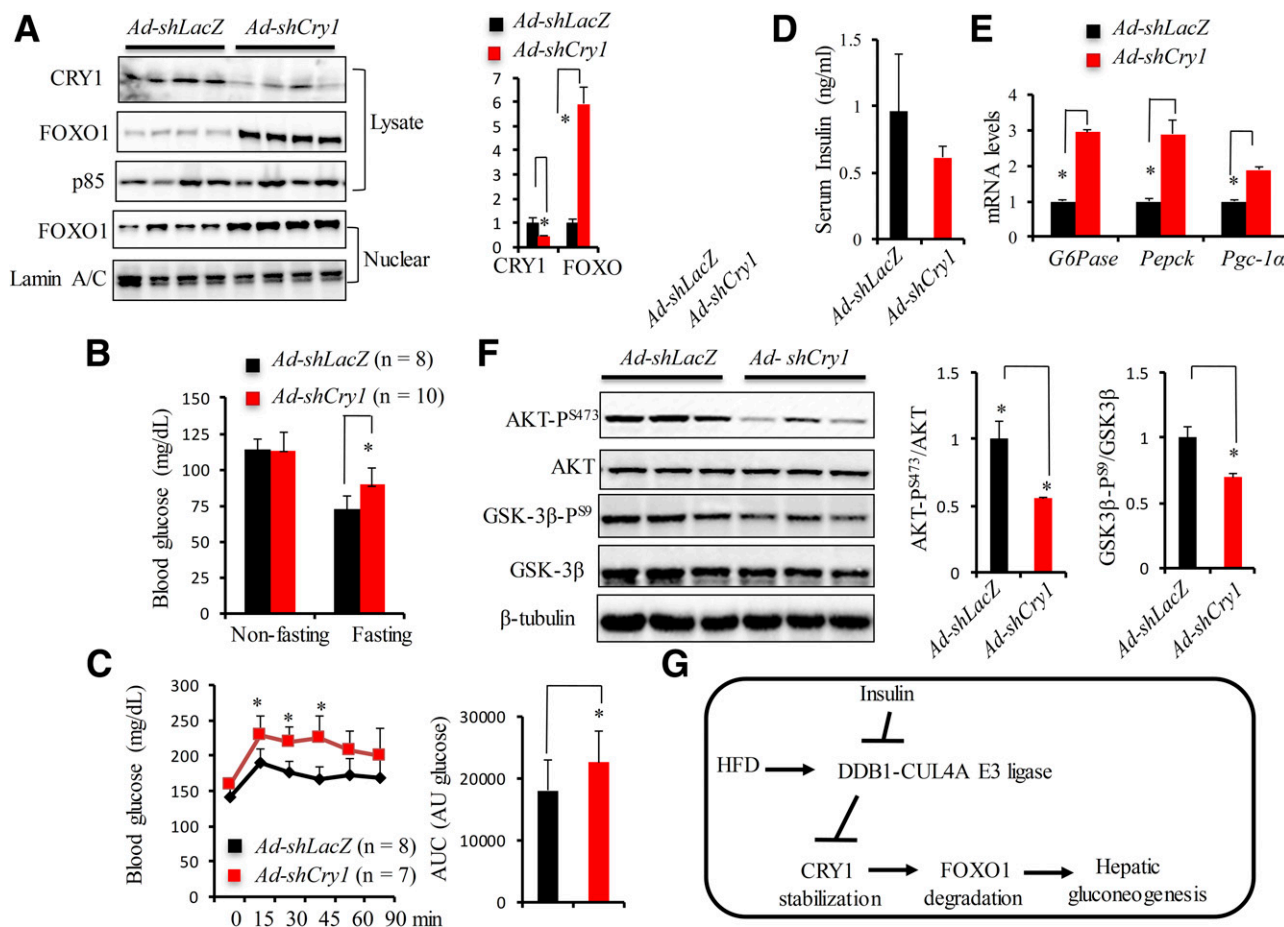 A
Ad-shLacZ Ad-shCry1
CRY1
FOXO1
p85
Lysate
FOXO1
Lamin A/C
Nuclear
Ad-shLacZ
Ad-shCry1
7
6
5
4
3
2
1
0
*
*
CRY1 FOXO
Ad-shLacZ
Ad-shCry1
B
Ad-shLacZ (n = 8)
Ad-shCry1 (n = 10)
Blood glucose (mg/dL)
150
125
100
75
50
25
0
*
Non-fasting Fasting
C
Blood glucose (mg/dL)
300
250
200
150
100
50
0
* * *
Ad-shLacZ (n = 8)
Ad-shCry1 (n = 7)
0 15 30 45 60 90 min
AUC (AU glucose)
30000
20000
10000
0
*
D
Serum Insulin (ng/ml)
1.5
1
0.5
0
Ad-shLacZ
Ad-shCry1
E
Ad-shLacZ
Ad-shCry1
mRNA levels
4
3
2
1
0
* * *
G6Pase Pepck Pgc-1α
F
Ad-shLacZ Ad- shCry1
AKT-P^S473
AKT
GSK-3β-P^S9
GSK-3β
β-tubulin
AKT-P^S473/AKT
1.5
1
0.5
0
*
*
Ad-shLacZ
Ad-shCry1
GSK3β-P^S9/GSK3β
1.5
1
0.5
0
*
Ad-shLacZ
Ad-shCry1
G
Insulin
HFD DDB1-CUL4A E3 ligase
CRY1 FOXO1 Hepatic
stabilization degradation gluconeogenesis